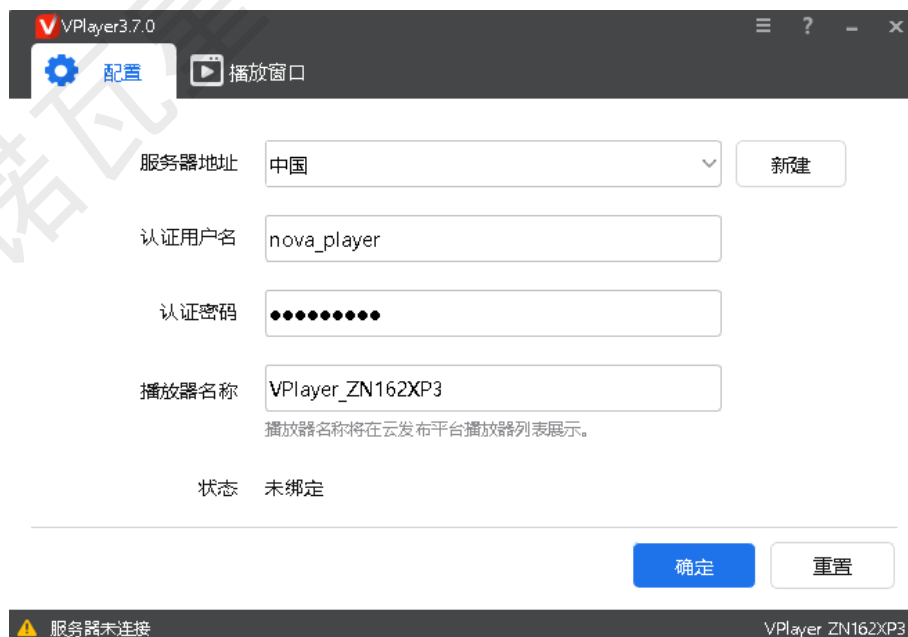 VPlayer3.7.0
配置 播放窗口
服务器地址 中国 新建
认证用户名 nova_player
认证密码 ●●●●●●●●●
播放器名称 VPlayer_ZN162XP3
播放器名称将在云发布平台播放器列表展示。
状态 未绑定
确定 重置
服务器未连接 VPlayer ZN162XP3
诺瓦星